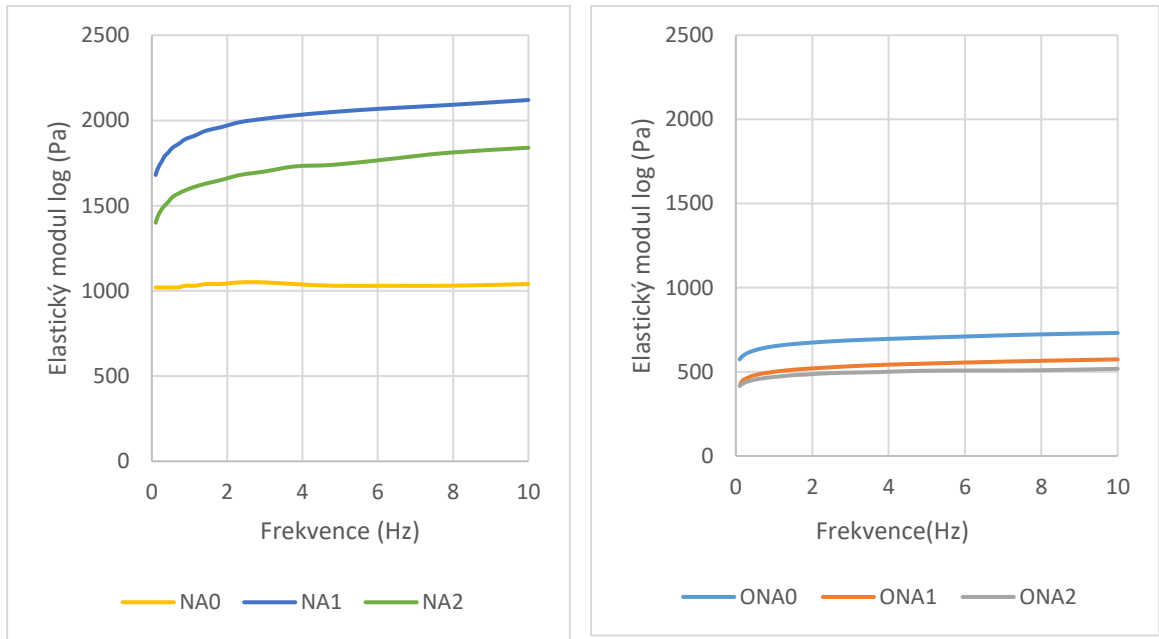 2500
2000
1500
1000
500
0
Elastický modul log (Pa)
0 2 4 6 8 10
Frekvence (Hz)
NA0 NA1 NA2
2500
2000
1500
1000
500
0
Elastický modul log (Pa)
0 2 4 6 8 10
Frekvence(Hz)
ONA0 ONA1 ONA2